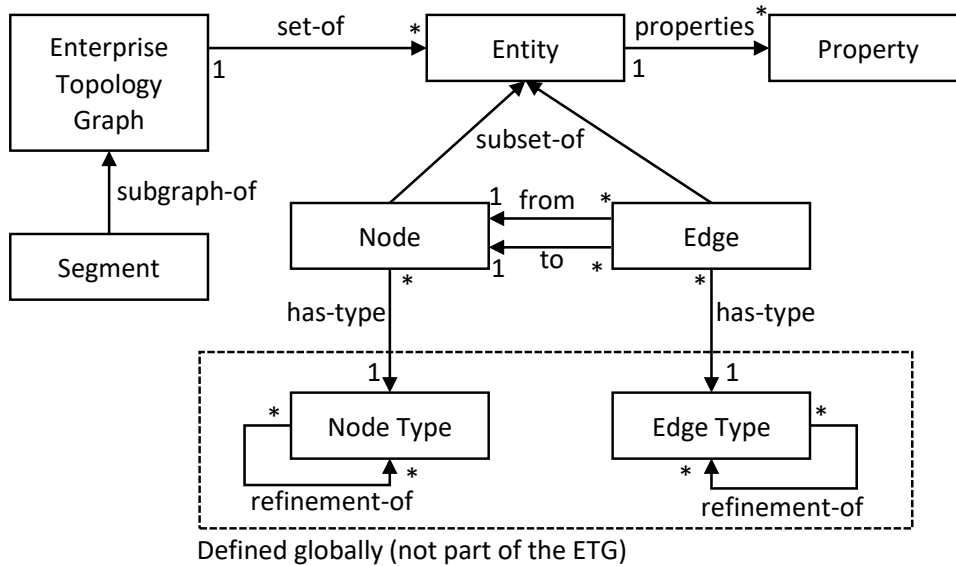 Enterprise
Topology
Graph
set-of
1
*
Entity
properties
1
*
Property
subset-of
subgraph-of
Segment
Node
1
from
*
1
to
*
Edge
*
has-type
*
has-type
1
1
Node Type
*
*
refinement-of
Edge Type
*
*
refinement-of
Defined globally (not part of the ETG)